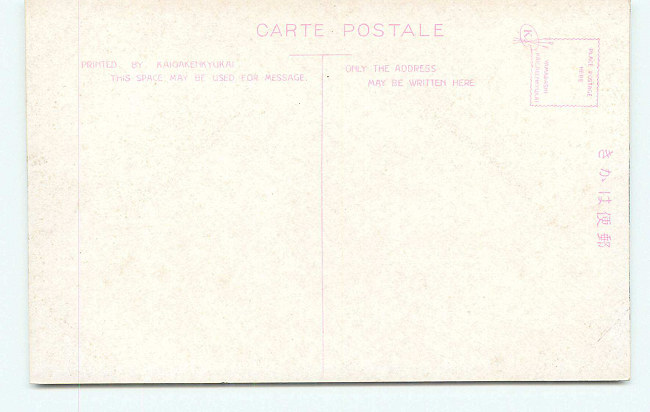 CARTE · POSTALE
PRINTED BY KAIGAKENKYUKAI
THIS SPACE MAY BE USED FOR MESSAGE.
ONLY THE ADDRESS
MAY BE WRITTEN HERE
K
PLACE POSTAGE
HERE
きかは便郵